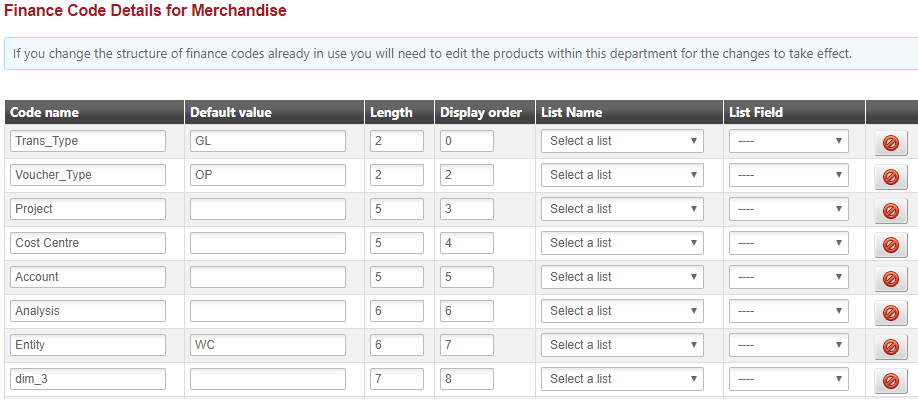 Finance Code Details for Merchandise
If you change the structure of finance codes already in use you will need to edit the products within this department for the changes to take effect.
Code name Default value Length Display order List Name List Field
Trans_Type GL 2 0 Select a list ----
Voucher_Type OP 2 2 Select a list ----
Project 5 3 Select a list ----
Cost Centre 5 4 Select a list ----
Account 5 5 Select a list ----
Analysis 6 6 Select a list ----
Entity WC 6 7 Select a list ----
dim_3 7 8 Select a list ----